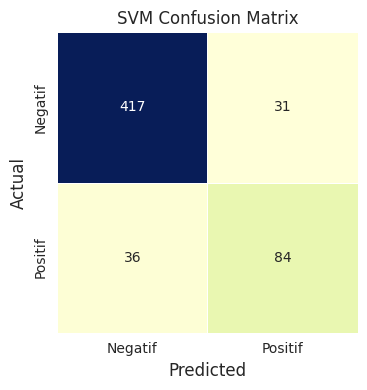 SVM Confusion Matrix
Actual
Negatif
417
31
Positif
36
84
Negatif
Positif
Predicted